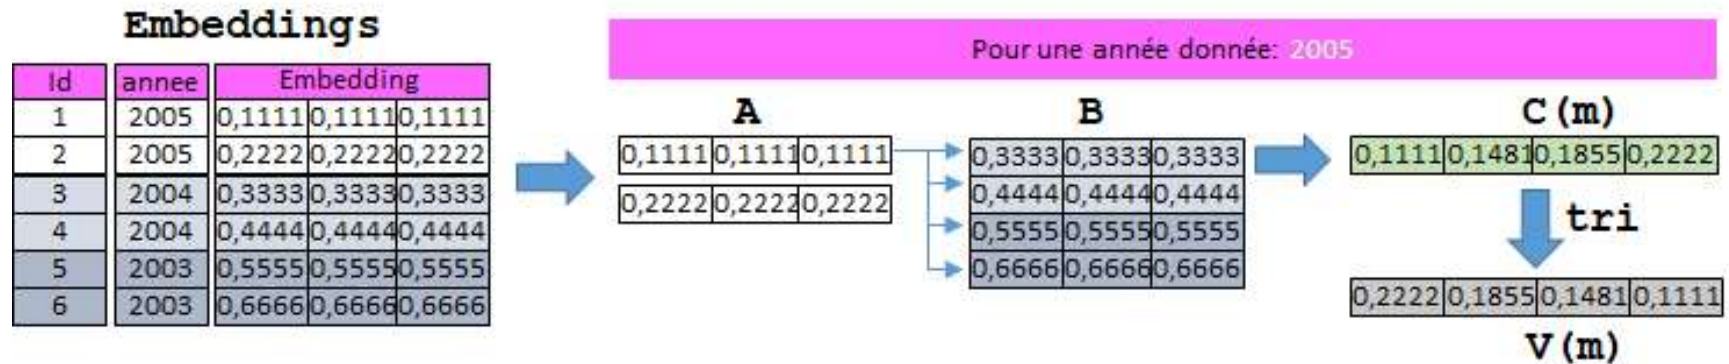 Embeddings
Pour une année donnée: 2005
Id annee Embedding
1 2005 0,1111 0,1111 0,1111
2 2005 0,2222 0,2222 0,2222
3 2004 0,3333 0,3333 0,3333
4 2004 0,4444 0,4444 0,4444
5 2003 0,5555 0,5555 0,5555
6 2003 0,6666 0,6666 0,6666
A
0,1111 0,1111 0,1111
0,2222 0,2222 0,2222
B
0,3333 0,3333 0,3333
0,4444 0,4444 0,4444
0,5555 0,5555 0,5555
0,6666 0,6666 0,6666
C(m)
0,1111 0,1481 0,1855 0,2222
tri
0,2222 0,1855 0,1481 0,1111
V(m)